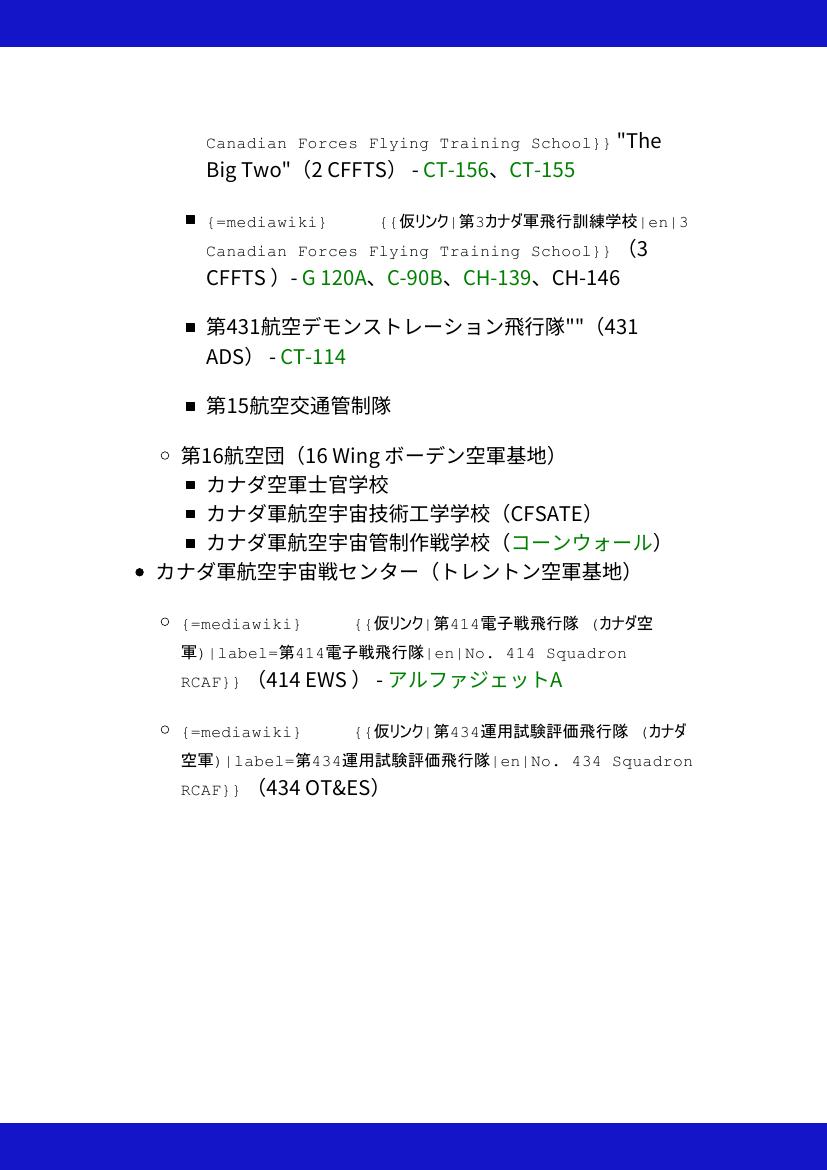 Canadian Forces Flying Training School}} "The
Big Two"（2 CFFTS） - CT-156、CT-155
{=mediawiki} {{仮リンク|第3カナダ軍飛行訓練学校|en|3
Canadian Forces Flying Training School}} （3
CFFTS ）- G 120A、C-90B、CH-139、CH-146
第431航空デモンストレーション飛行隊""（431
ADS） - CT-114
第15航空交通管制隊
第16航空団（16 Wing ボーデン空軍基地）
カナダ空軍士官学校
カナダ軍航空宇宙技術工学学校（CFSATE）
カナダ軍航空宇宙管制作戦学校（コーンウォール）
カナダ軍航空宇宙戦センター（トレントン空軍基地）
{=mediawiki} {{仮リンク|第414電子戦飛行隊 (カナダ空
軍)|label=第414電子戦飛行隊|en|No. 414 Squadron
RCAF}} （414 EWS ） - アルファジェットA
{=mediawiki} {{仮リンク|第434運用試験評価飛行隊 (カナダ
空軍)|label=第434運用試験評価飛行隊|en|No. 434 Squadron
RCAF}} （434 OT&ES）